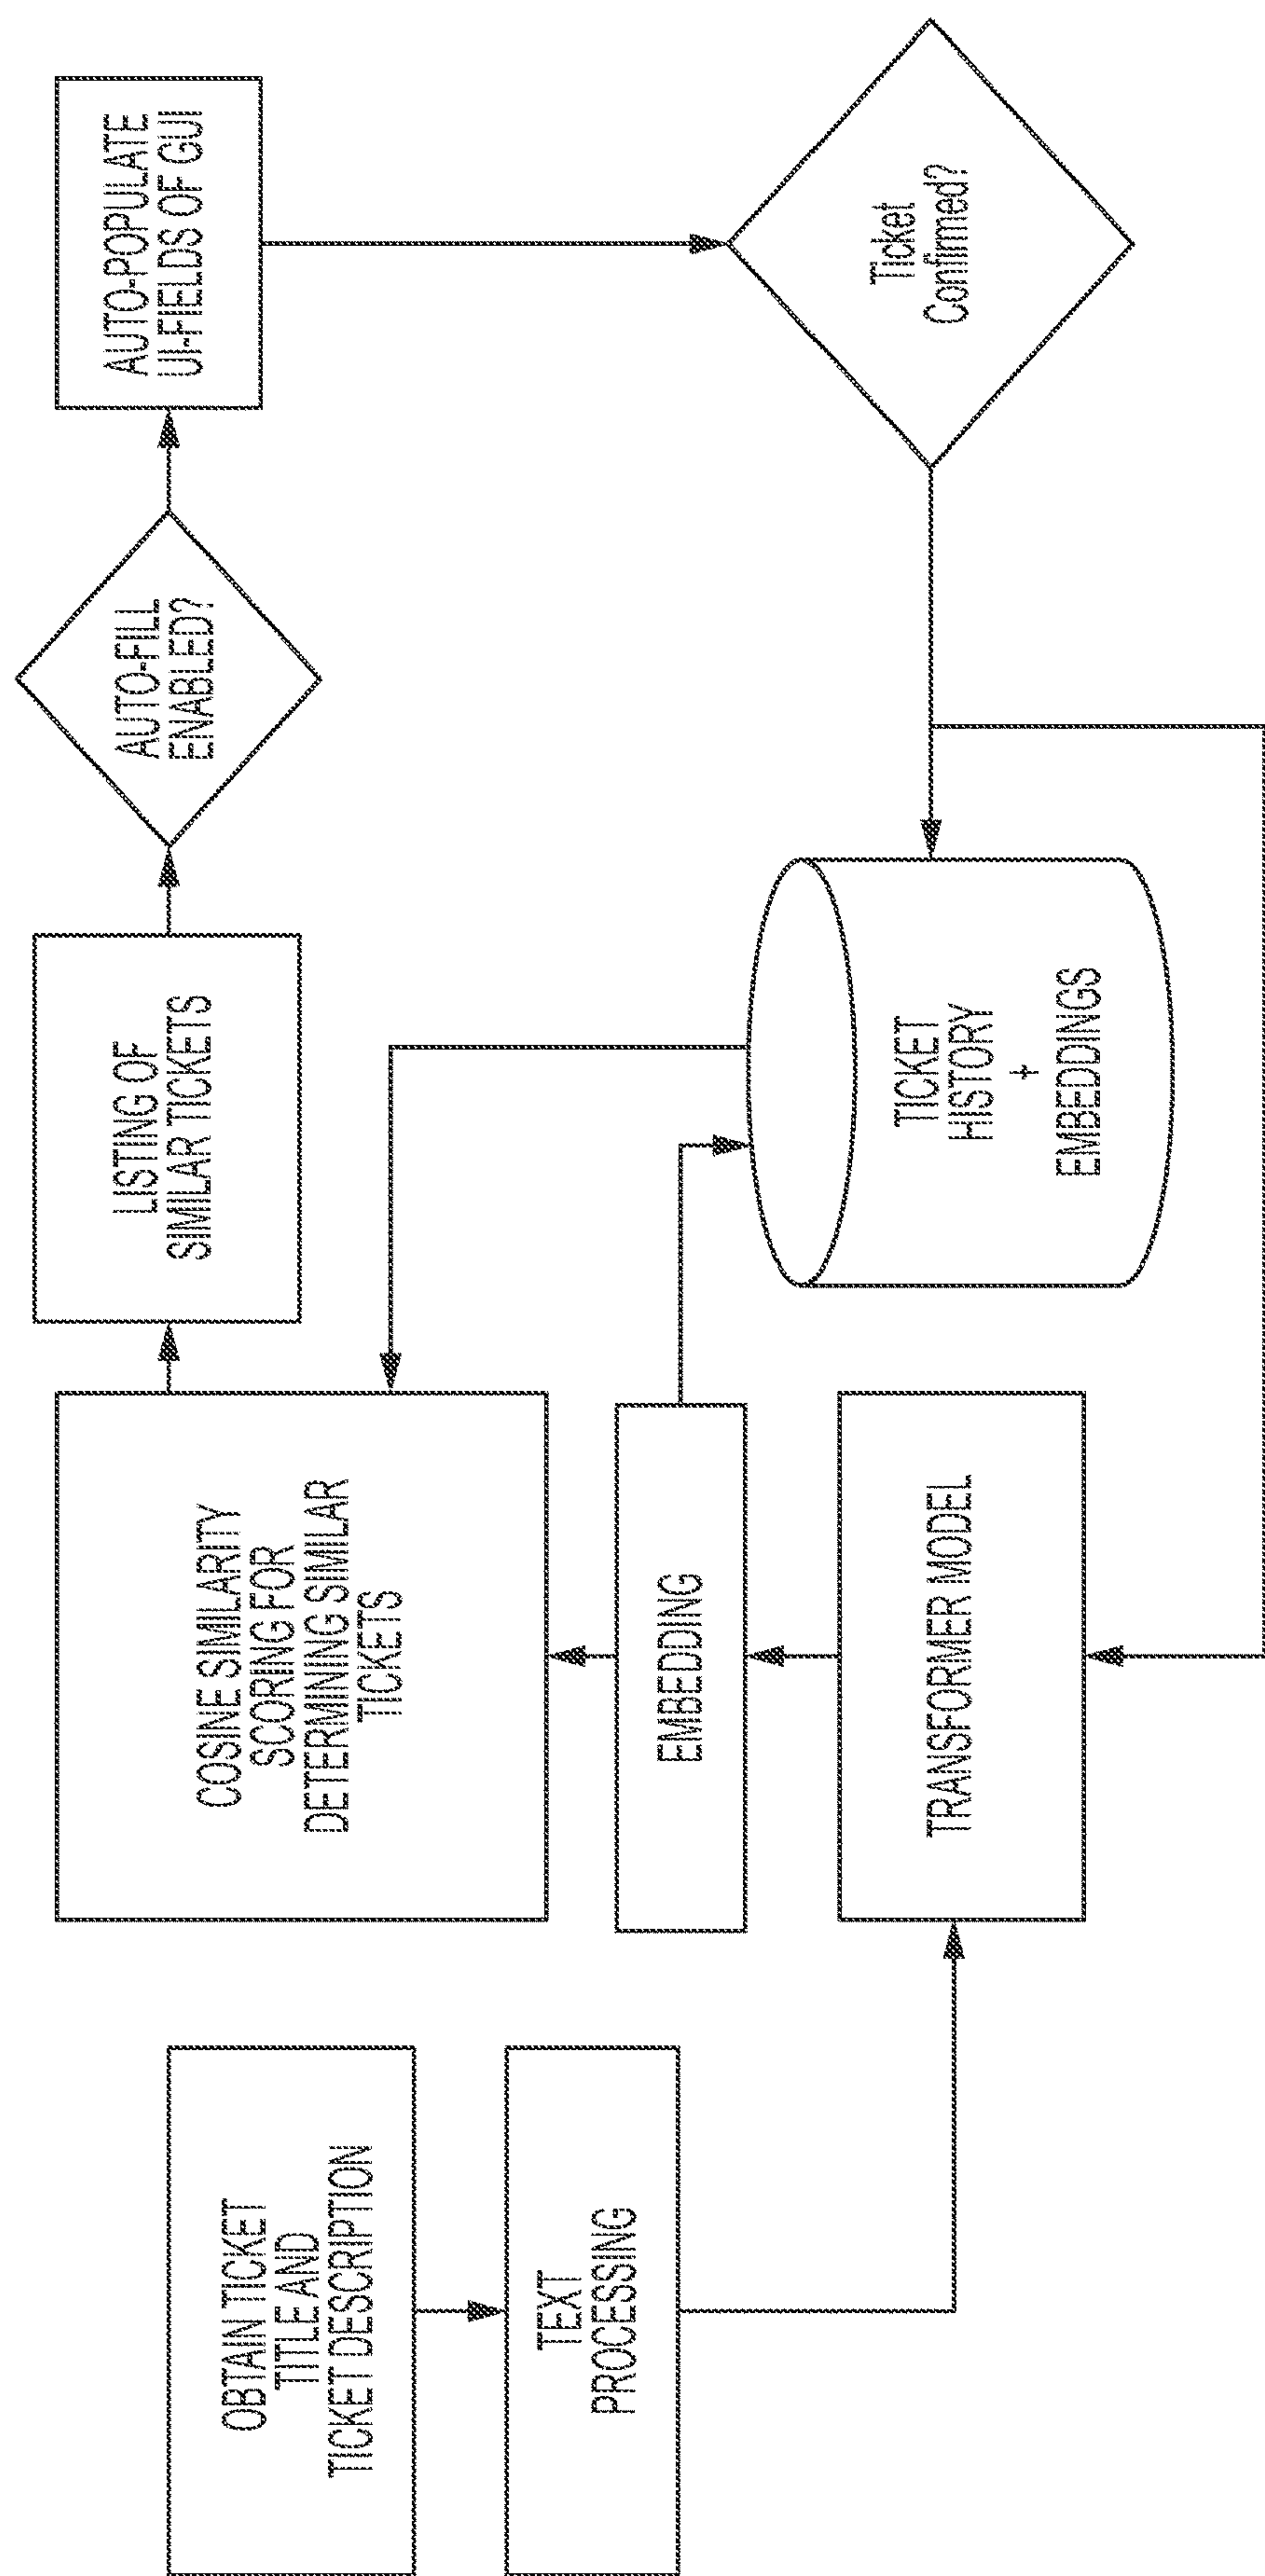 OBTAIN TICKET
TITLE AND
TICKET DESCRIPTION
TEXT
PROCESSING
COSINE SIMILARITY
SCORING FOR
DETERMINING SIMILAR
TICKETS
EMBEDDING
TRANSFORMER MODEL
LISTING OF
SIMILAR TICKETS
TICKET
HISTORY
+
EMBEDDINGS
AUTO-FILL
ENABLED?
AUTO-POPULATE
UI-FIELDS OF GUI
Ticket
Confirmed?